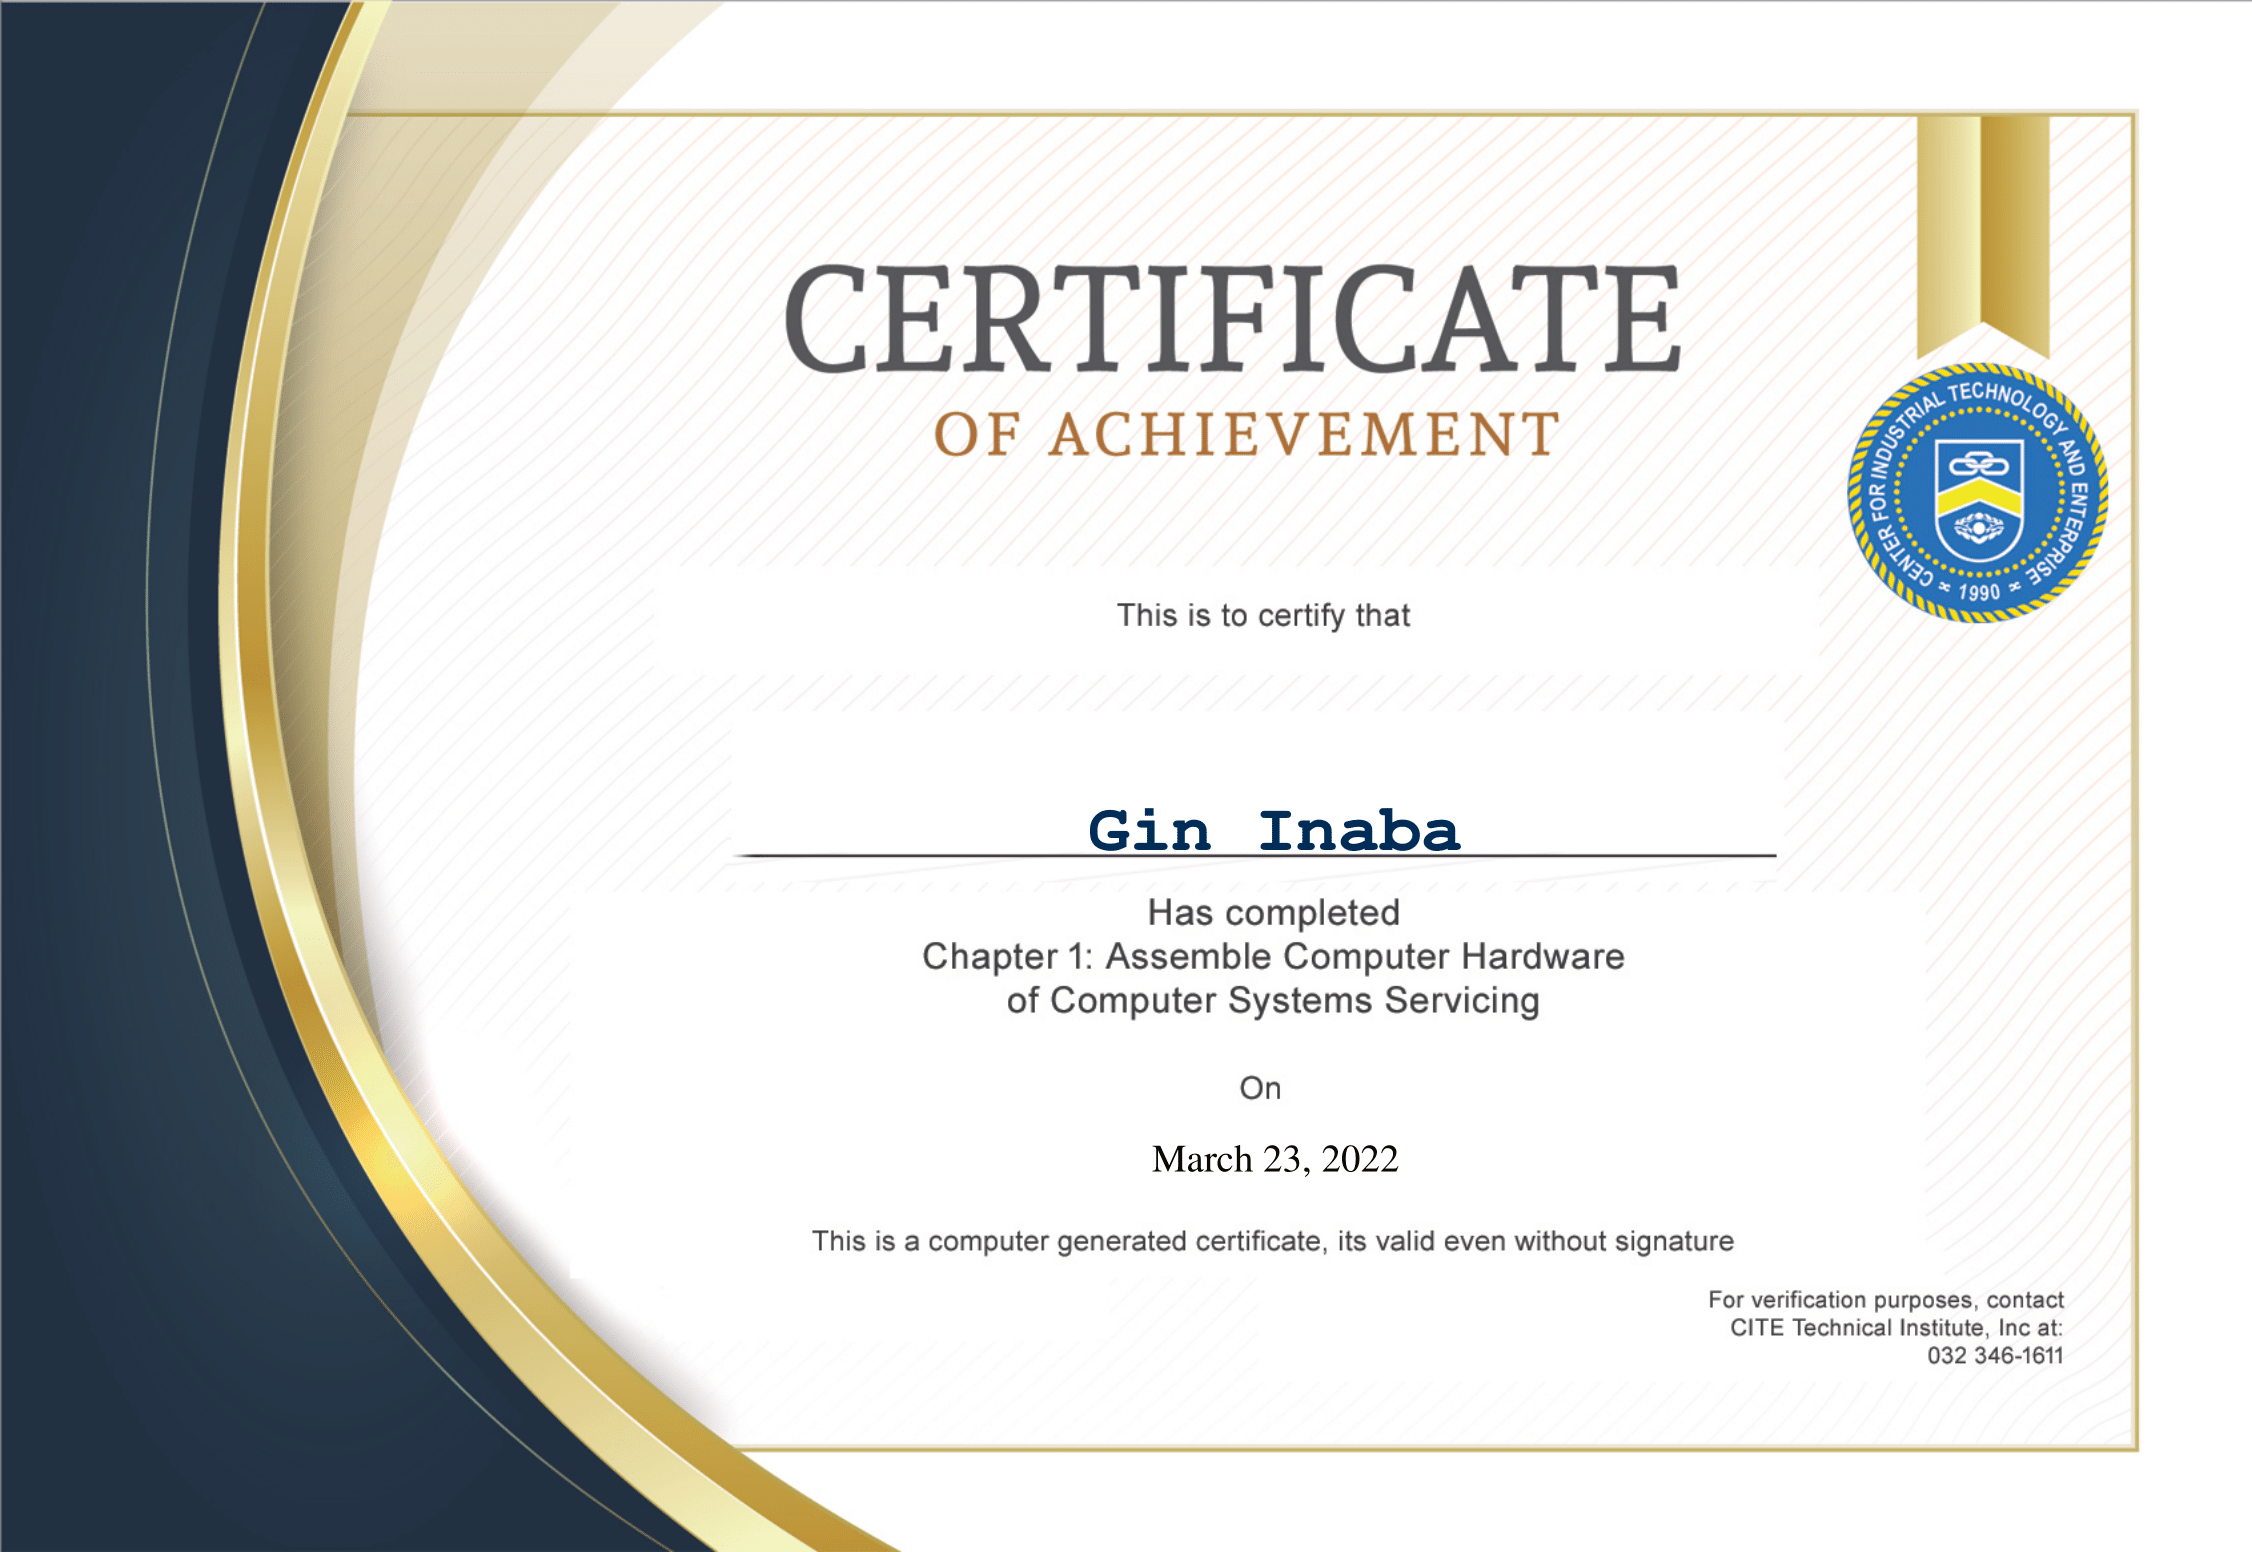 CERTIFICATE
OF ACHIEVEMENT
CENTER FOR INDUSTRIAL TECHNOLOGY AND ENTERPRISE
1990
This is to certify that
Gin Inaba
Has completed
Chapter 1: Assemble Computer Hardware
of Computer Systems Servicing
On
March 23, 2022
This is a computer generated certificate, its valid even without signature
For verification purposes, contact
CITE Technical Institute, Inc at:
032 346-1611